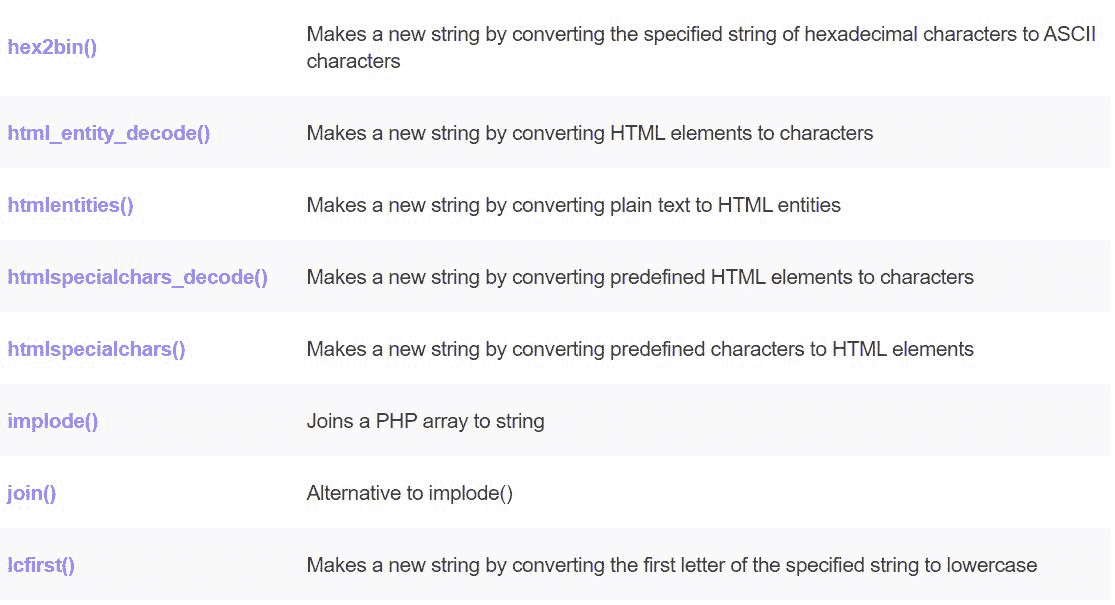 hex2bin()
Makes a new string by converting the specified string of hexadecimal characters to ASCII
characters
html_entity_decode()
Makes a new string by converting HTML elements to characters
htmlentities()
Makes a new string by converting plain text to HTML entities
htmlspecialchars_decode()
Makes a new string by converting predefined HTML elements to characters
htmlspecialchars()
Makes a new string by converting predefined characters to HTML elements
implode()
Joins a PHP array to string
join()
Alternative to implode()
lcfirst()
Makes a new string by converting the first letter of the specified string to lowercase